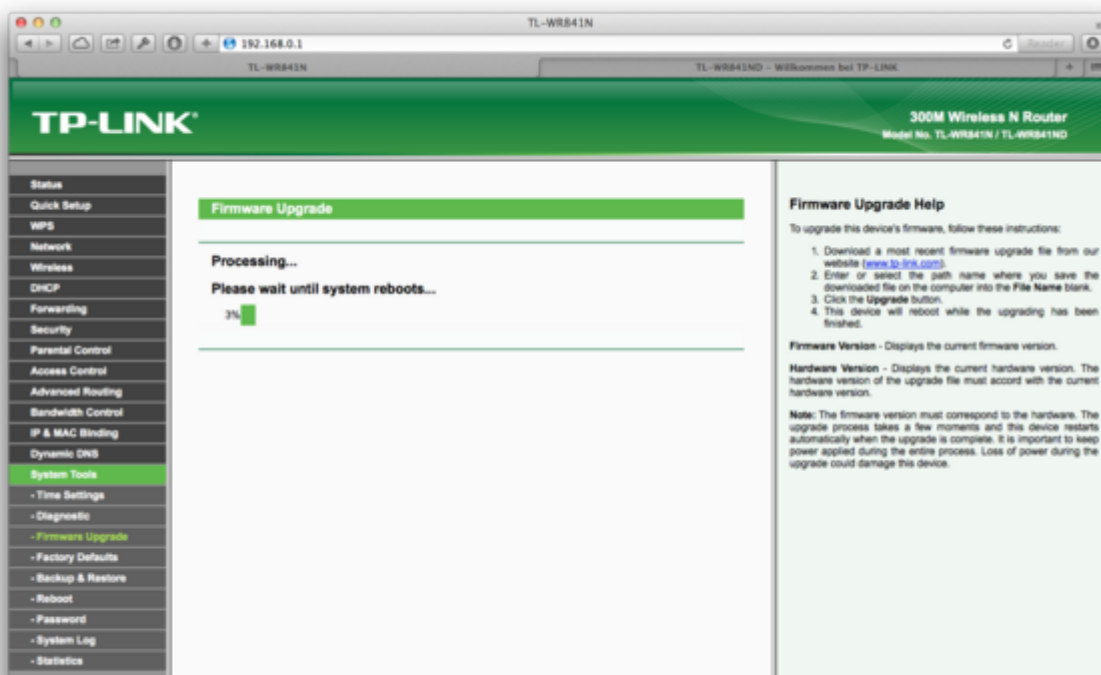 TL-WR841N
192.168.0.1
Reader
TL-WR841N
TL-WR841ND – Willkommen bei TP-LINK
TP-LINK®
300M Wireless N Router
Model No. TL-WR841N / TL-WR841ND
Status
Quick Setup
WPS
Network
Wireless
DHCP
Forwarding
Security
Parental Control
Access Control
Advanced Routing
Bandwidth Control
IP & MAC Binding
Dynamic DNS
System Tools
- Time Settings
- Diagnostic
- Firmware Upgrade
- Factory Defaults
- Backup & Restore
- Reboot
- Password
- System Log
- Statistics
Firmware Upgrade
Processing...
Please wait until system reboots...
3%
Firmware Upgrade Help
To upgrade this device's firmware, follow these instructions:
1. Download a most recent firmware upgrade file from our
website (www.tp-link.com).
2. Enter or select the path name where you save the
downloaded file on the computer into the File Name blank.
3. Click the Upgrade button.
4. This device will reboot while the upgrading has been
finished.
Firmware Version - Displays the current firmware version.
Hardware Version - Displays the current hardware version. The
hardware version of the upgrade file must accord with the current
hardware version.
Note: The firmware version must correspond to the hardware. The
upgrade process takes a few moments and this device restarts
automatically when the upgrade is complete. It is important to keep
power applied during the entire process. Loss of power during the
upgrade could damage this device.